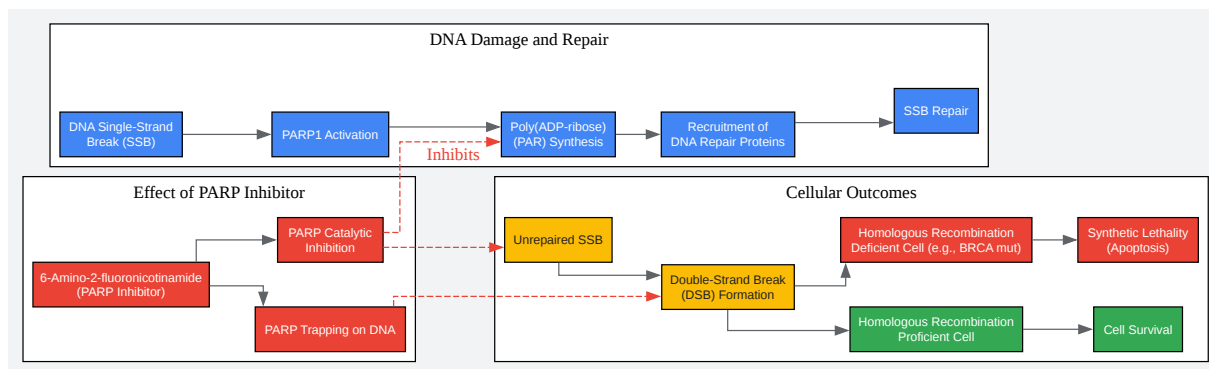 DNA Damage and Repair
DNA Single-Strand
Break (SSB)
PARP1 Activation
Poly(ADP-ribose)
(PAR) Synthesis
Recruitment of
DNA Repair Proteins
SSB Repair
Inhibits
Effect of PARP Inhibitor
PARP Catalytic
Inhibition
6-Amino-2-fluoronicotinamide
(PARP Inhibitor)
PARP Trapping on DNA
Cellular Outcomes
Unrepaired SSB
Double-Strand Break
(DSB) Formation
Homologous Recombination
Deficient Cell (e.g., BRCA mut)
Synthetic Lethality
(Apoptosis)
Homologous Recombination
Proficient Cell
Cell Survival